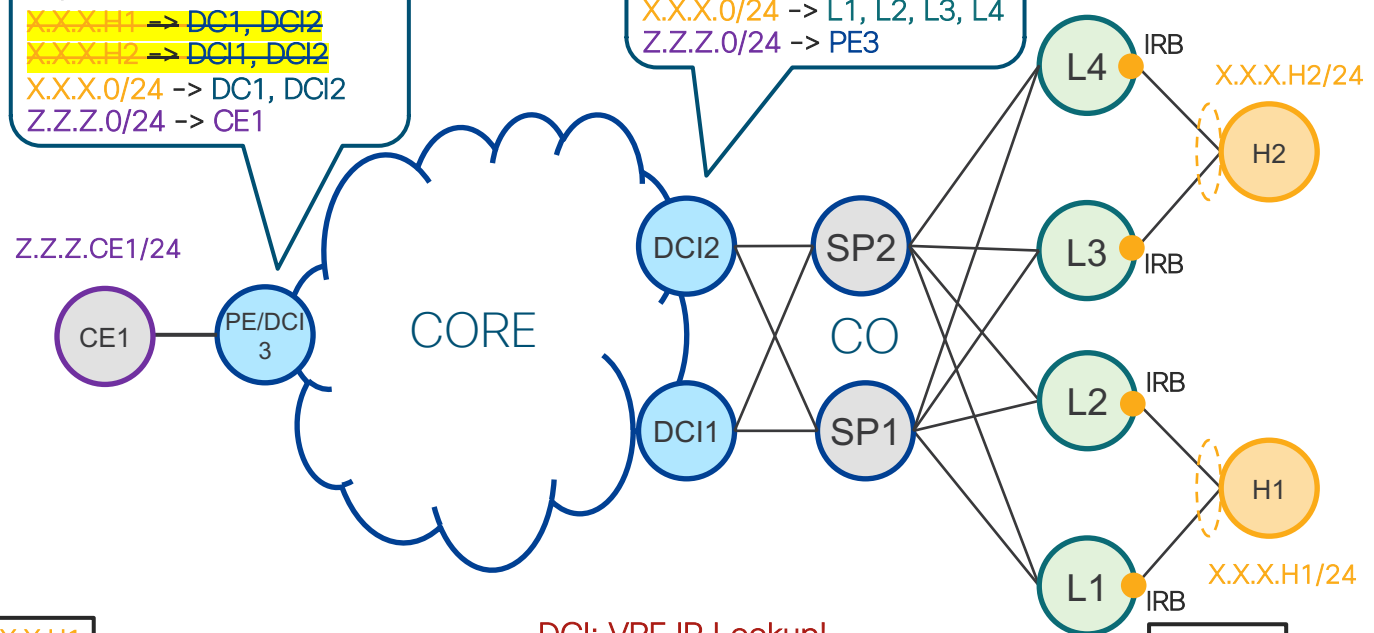 X.X.X.H1 -> DC1, DCI2
X.X.X.H2 -> DCI1, DCI2
X.X.X.0/24 -> DC1, DCI2
Z.Z.Z.0/24 -> CE1
X.X.X.0/24 -> L1, L2, L3, L4
Z.Z.Z.0/24 -> PE3
L4
IRB
X.X.X.H2/24
H2
Z.Z.Z.CE1/24
DCI2
SP2
L3
IRB
CE1
PE/DCI
3
CORE
CO
IRB
L2
DCI1
SP1
H1
X.X.X.H1/24
L1
IRB
X.X.H1
DCI: VRF IP Lookup!